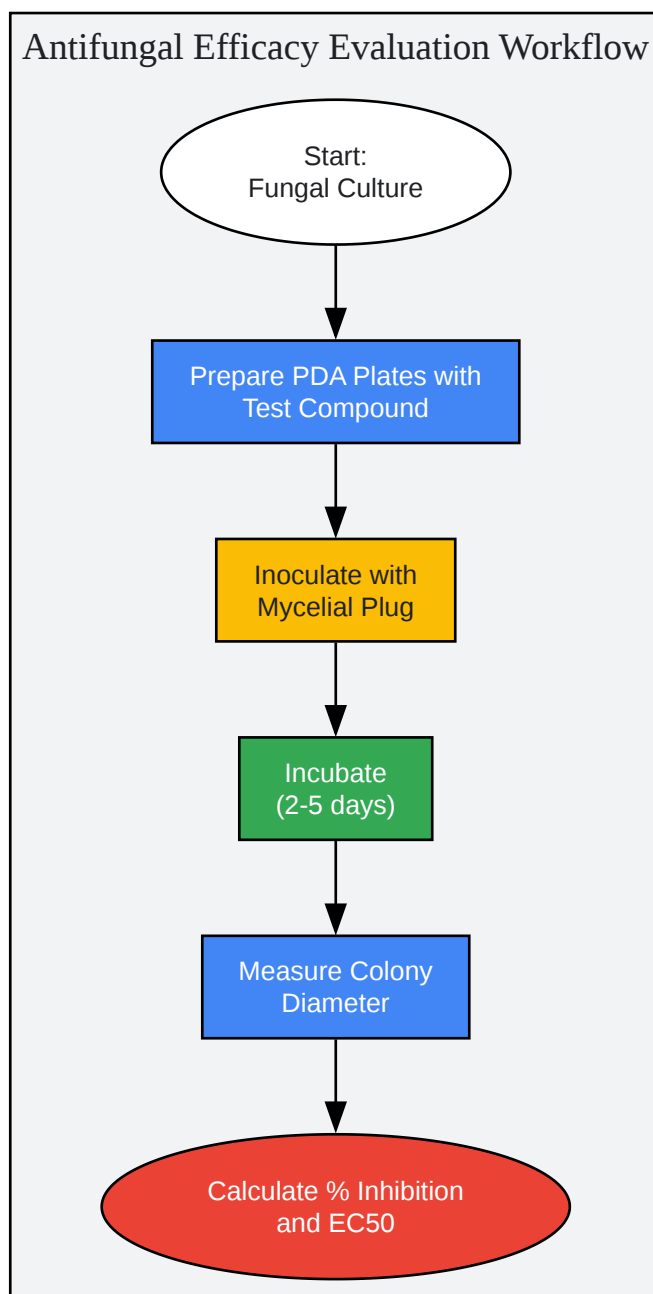 Antifungal Efficacy Evaluation Workflow
Start:
Fungal Culture
Prepare PDA Plates with
Test Compound
Inoculate with
Mycelial Plug
Incubate
(2-5 days)
Measure Colony
Diameter
Calculate % Inhibition
and EC50